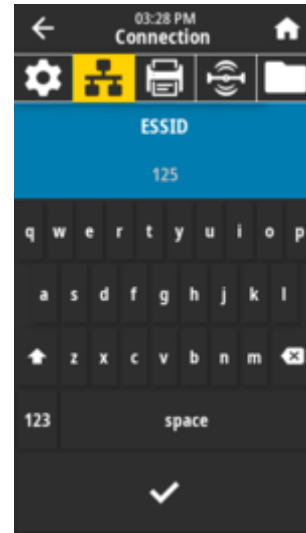 03:28 PM
Connection
ESSID
125
q w e r t y u i o p
a s d f g h j k l
z x c v b n m
123 space